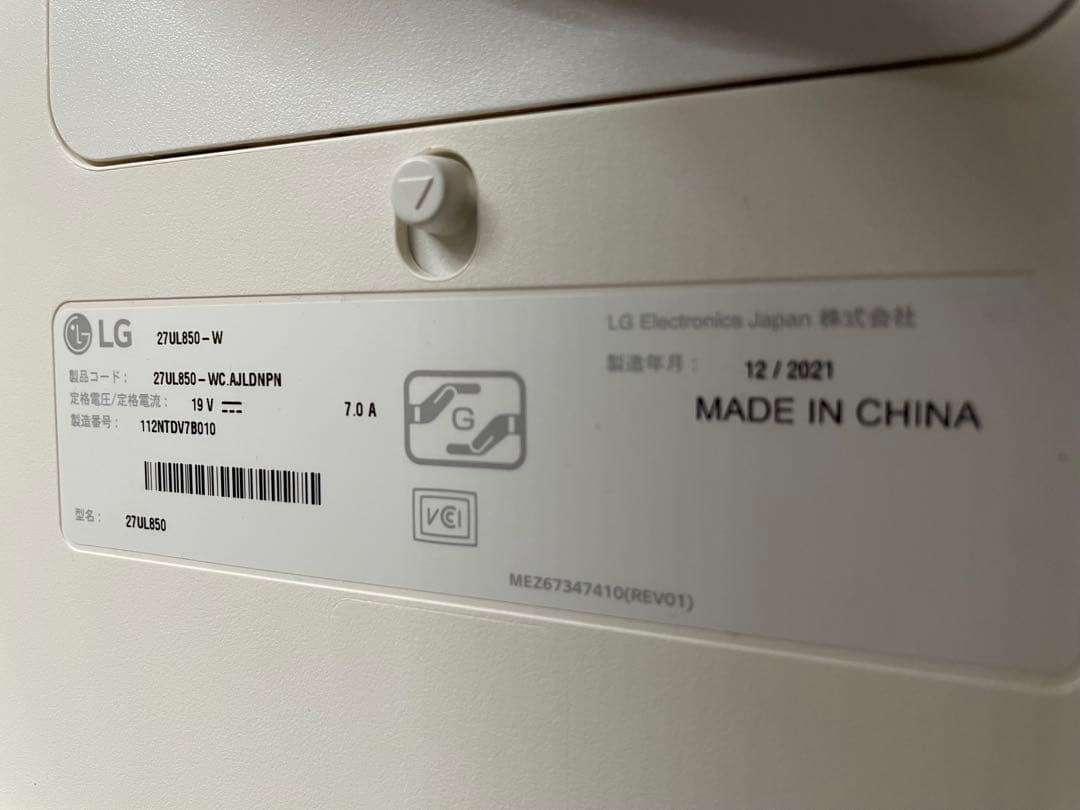 LG 27UL850-W
製品コード: 27UL850-WC.AJLDNPN
定格電圧/定格電流: 19 V 7.0 A
製造番号: 112NTDV7B010
型名: 27UL850
G
VCI
LG Electronics Japan 株式会社
製造年月: 12 / 2021
MADE IN CHINA
MEZ67347410(REV01)